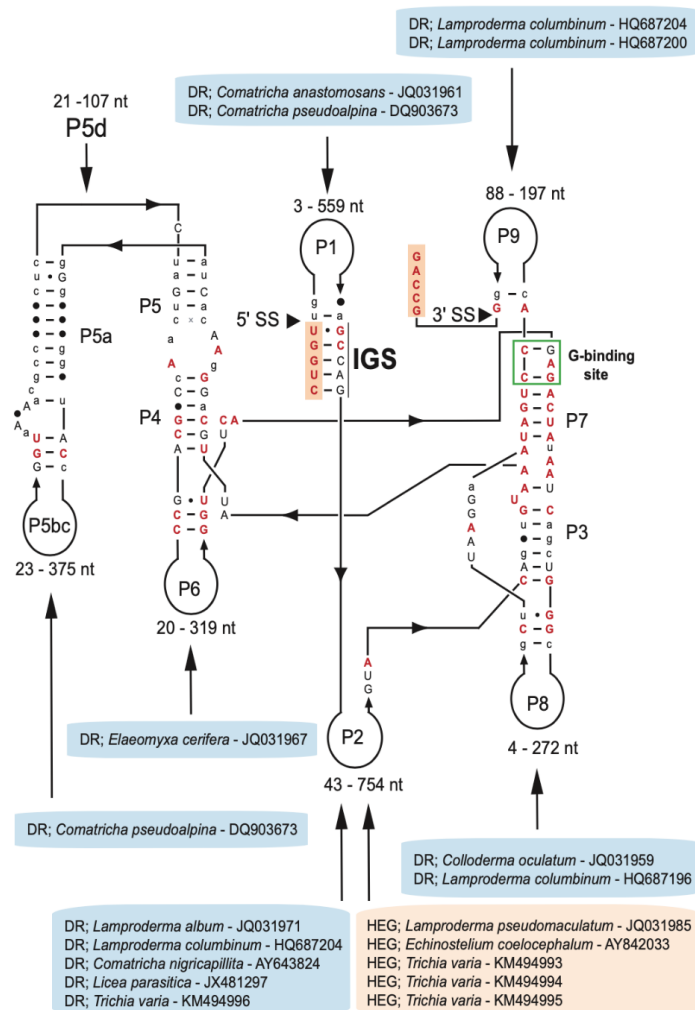 DR; Lamproderma columbinum - HQ687204
DR; Lamproderma columbinum - HQ687200
DR; Comatricha anastomosans - JQ031961
DR; Comatricha pseudoalpina - DQ903673
21 -107 nt
P5d
3 - 559 nt
88 - 197 nt
P1
P9
GACCG
P5
P5a
5' SS
3' SS
UGGUC
IGS
G-binding
site
P4
P7
P3
P5bc
23 - 375 nt
P6
20 - 319 nt
AUG
P2
43 - 754 nt
P8
4 - 272 nt
DR; Elaeomyxa cerifera - JQ031967
DR; Comatricha pseudoalpina - DQ903673
DR; Colloderma oculatum - JQ031959
DR; Lamproderma columbinum - HQ687196
DR; Lamproderma album - JQ031971
DR; Lamproderma columbinum - HQ687204
DR; Comatricha nigricapillita - AY643824
DR; Licea parasitica - JX481297
DR; Trichia varia - KM494996
HEG; Lamproderma pseudomaculatum - JQ031985
HEG; Echinostelium coelocephalum - AY842033
HEG; Trichia varia - KM494993
HEG; Trichia varia - KM494994
HEG; Trichia varia - KM494995